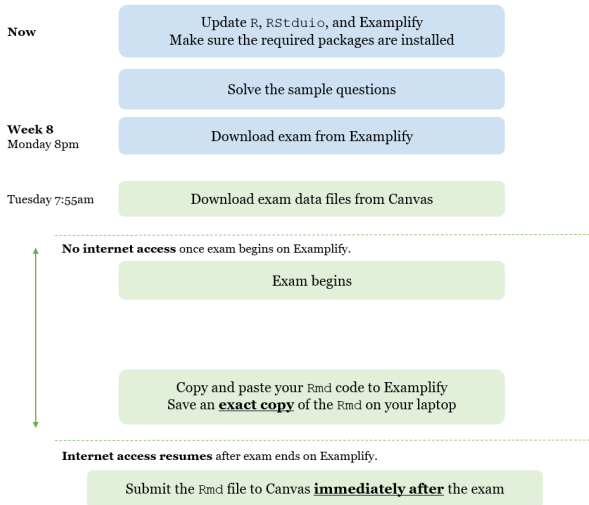 Now
Update R, RStduio, and Examplify
Make sure the required packages are installed
Solve the sample questions
Week 8
Monday 8pm
Download exam from Examplify
Tuesday 7:55am
Download exam data files from Canvas
No internet access once exam begins on Examplify.
Exam begins
Copy and paste your Rmd code to Examplify
Save an exact copy of the Rmd on your laptop
Internet access resumes after exam ends on Examplify.
Submit the Rmd file to Canvas immediately after the exam